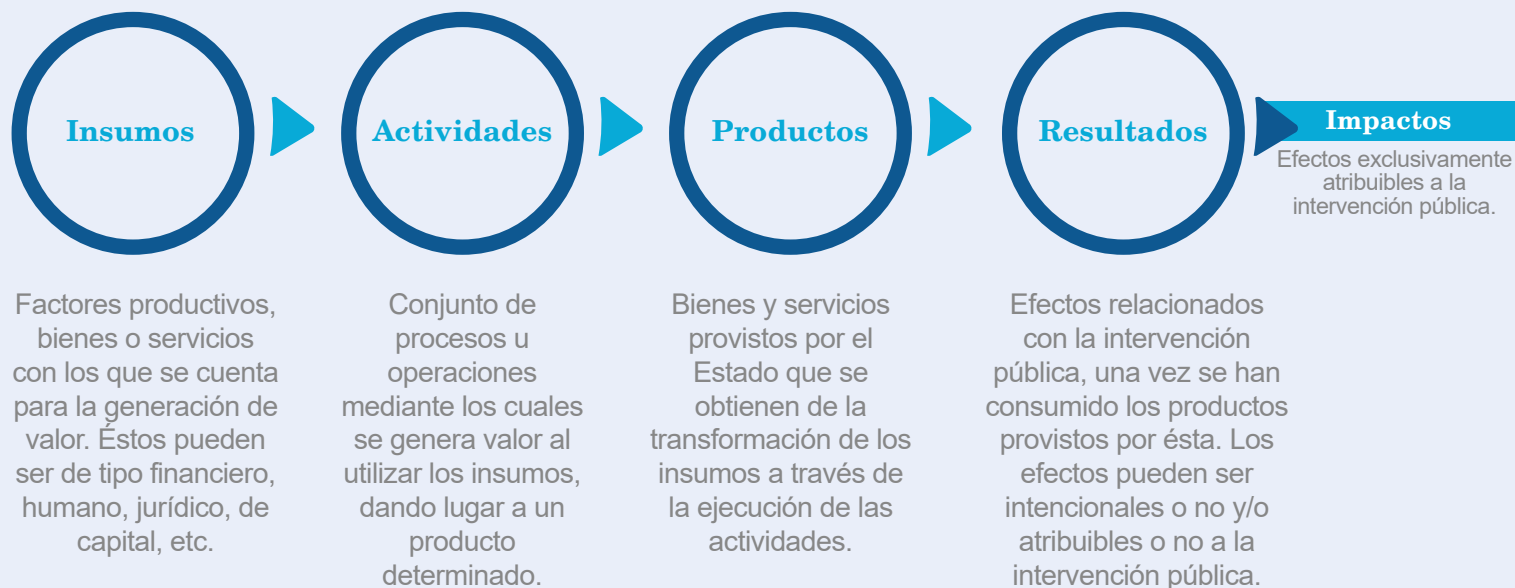 Insumos
Factores productivos,
bienes o servicios
con los que se cuenta
para la generación de
valor. Éstos pueden
ser de tipo financiero,
humano, jurídico, de
capital, etc.
Actividades
Conjunto de
procesos u
operaciones
mediante los cuales
se genera valor al
utilizar los insumos,
dando lugar a un
producto
determinado.
Productos
Bienes y servicios
provistos por el
Estado que se
obtienen de la
transformación de los
insumos a través de
la ejecución de las
actividades.
Resultados
Efectos relacionados
con la intervención
pública, una vez se han
consumido los productos
provistos por ésta. Los
efectos pueden ser
intencionales o no y/o
atribuibles o no a la
intervención pública.
Impactos
Efectos exclusivamente
atribuibles a la
intervención pública.